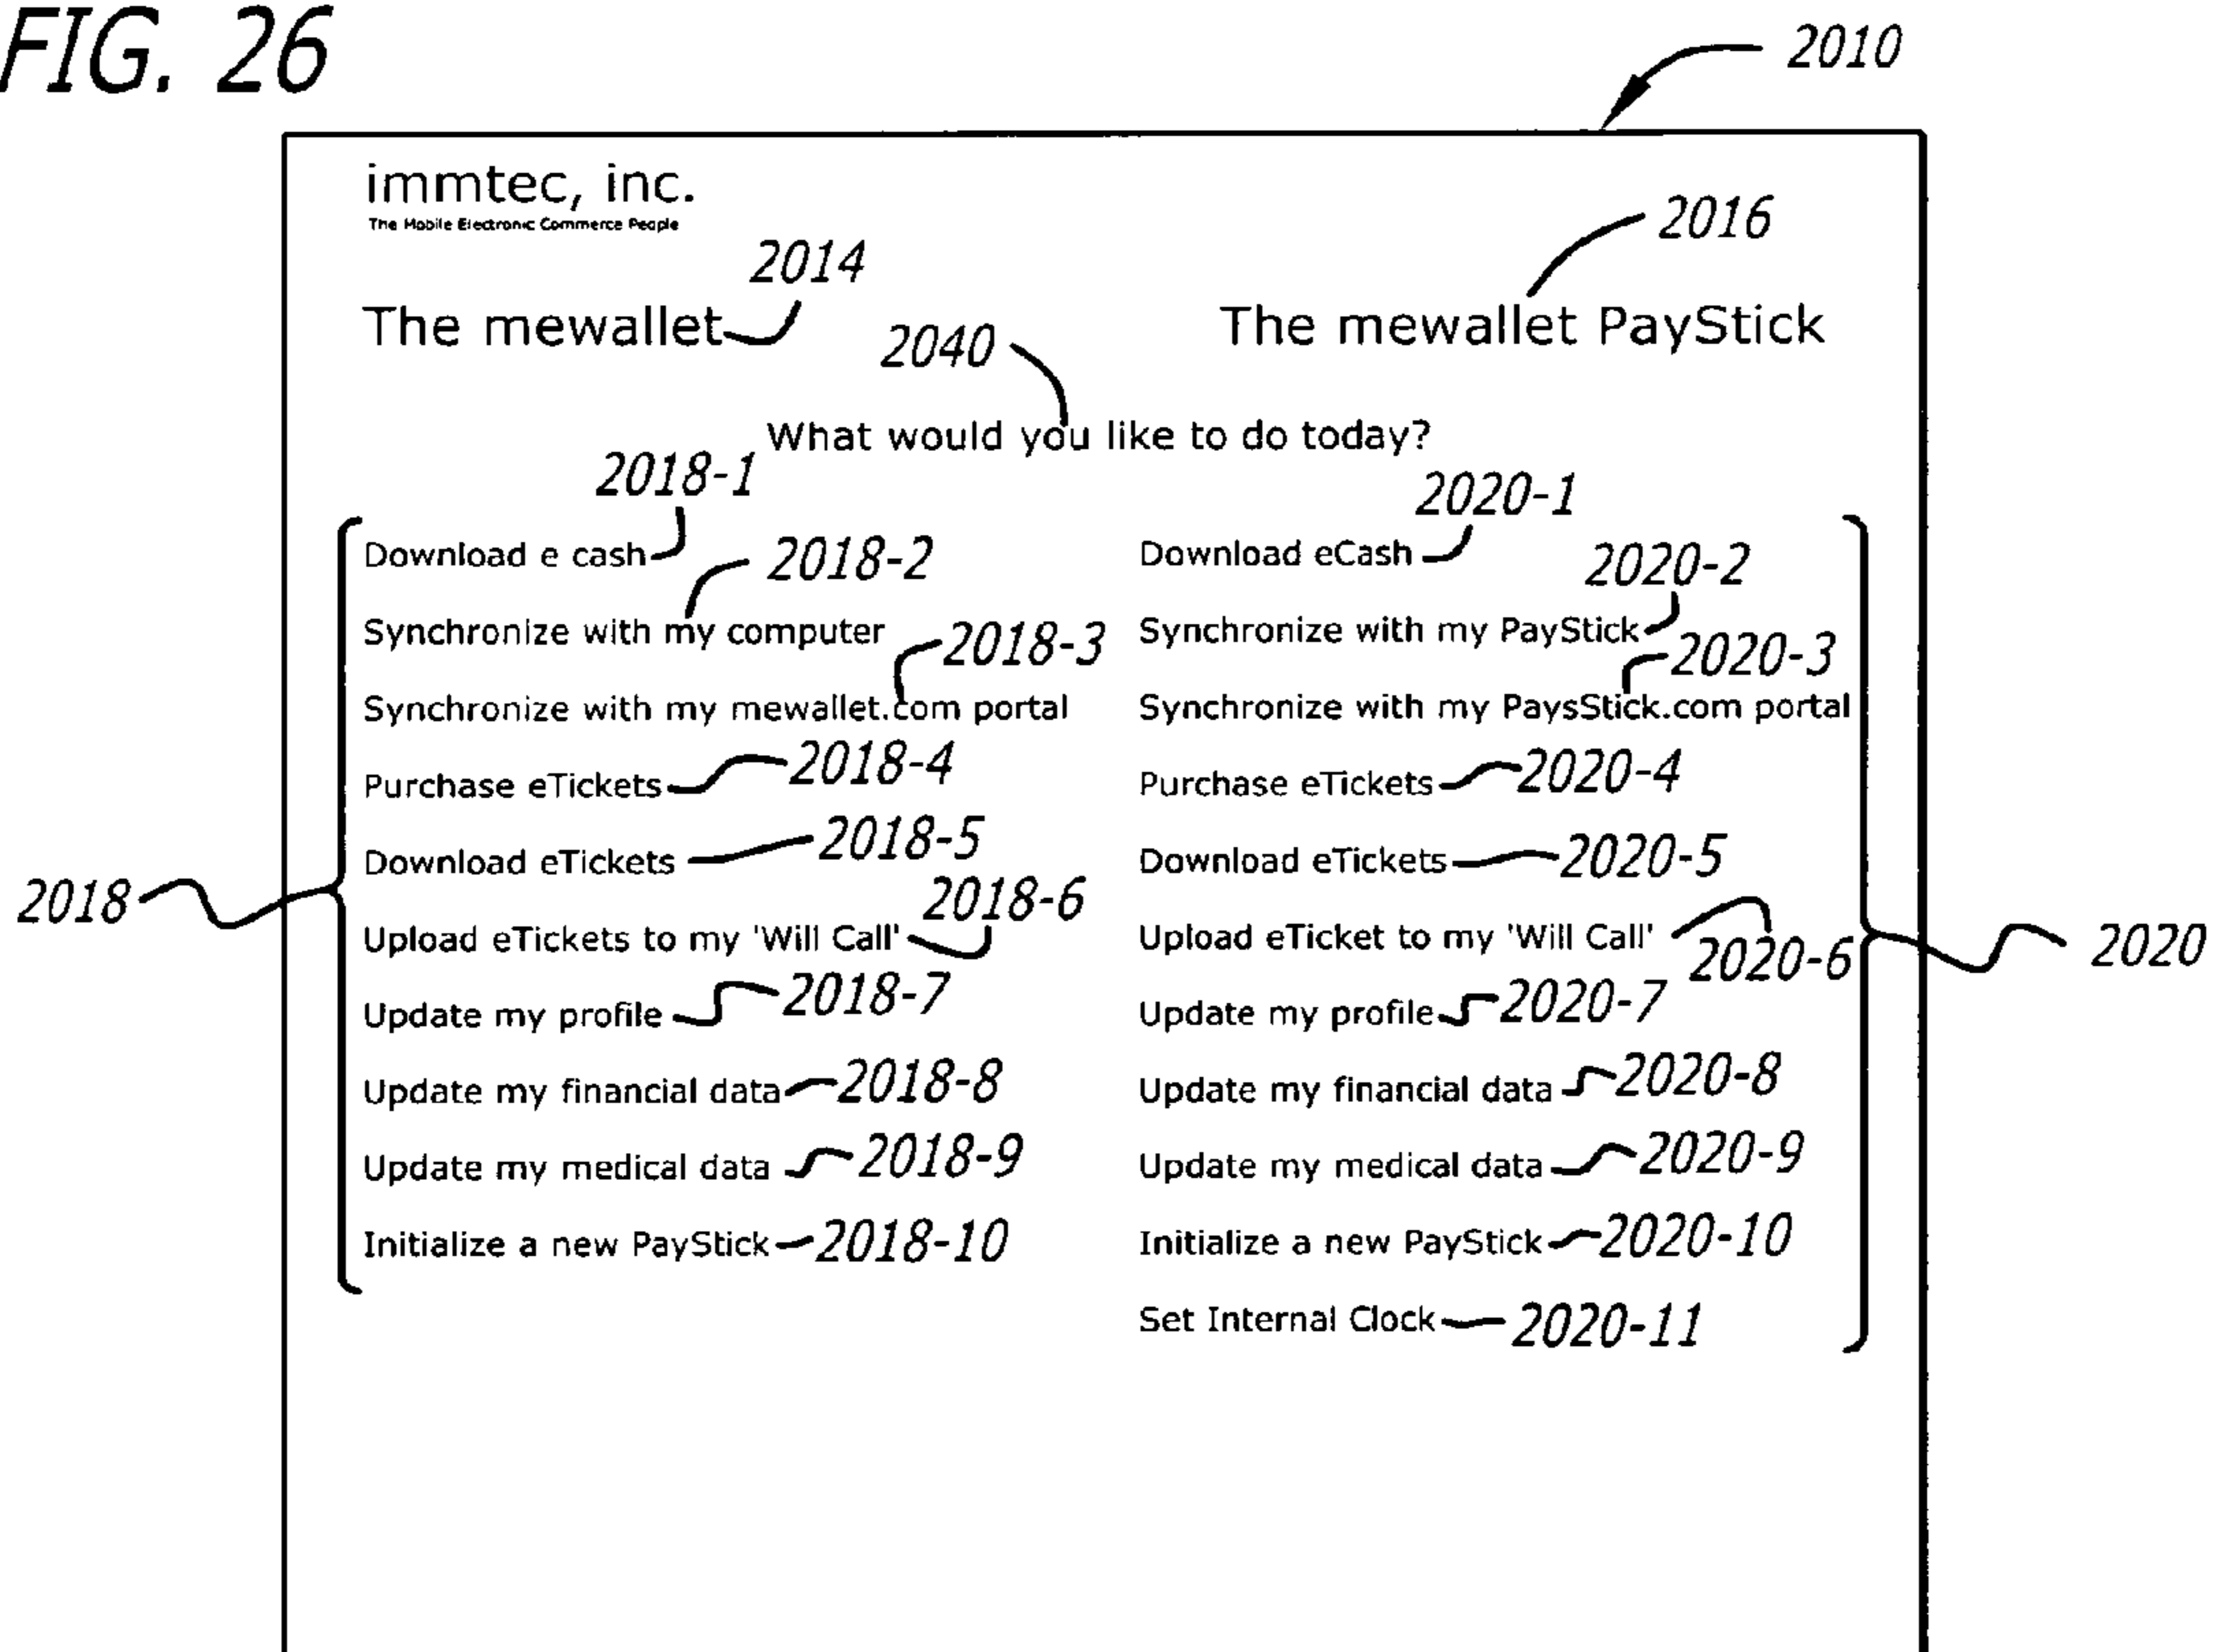 FIG. 26
2010
immtec, inc.
The Mobile Electronic Commerce People
2016
2014
The mewallet
The mewallet PayStick
2040
What would you like to do today?
2018-1
2020-1
Download e cash
2018-2
Download eCash
2020-2
Synchronize with my computer
2018-3
Synchronize with my PayStick
2020-3
Synchronize with my mewallet.com portal
Synchronize with my PaysStick.com portal
Purchase eTickets
2018-4
Purchase eTickets
2020-4
Download eTickets
2018-5
Download eTickets
2020-5
2018
Upload eTickets to my 'Will Call'
2018-6
Upload eTicket to my 'Will Call'
2020-6
2020
Update my profile
2018-7
Update my profile
2020-7
Update my financial data
2018-8
Update my financial data
2020-8
Update my medical data
2018-9
Update my medical data
2020-9
Initialize a new PayStick
2018-10
Initialize a new PayStick
2020-10
Set Internal Clock
2020-11